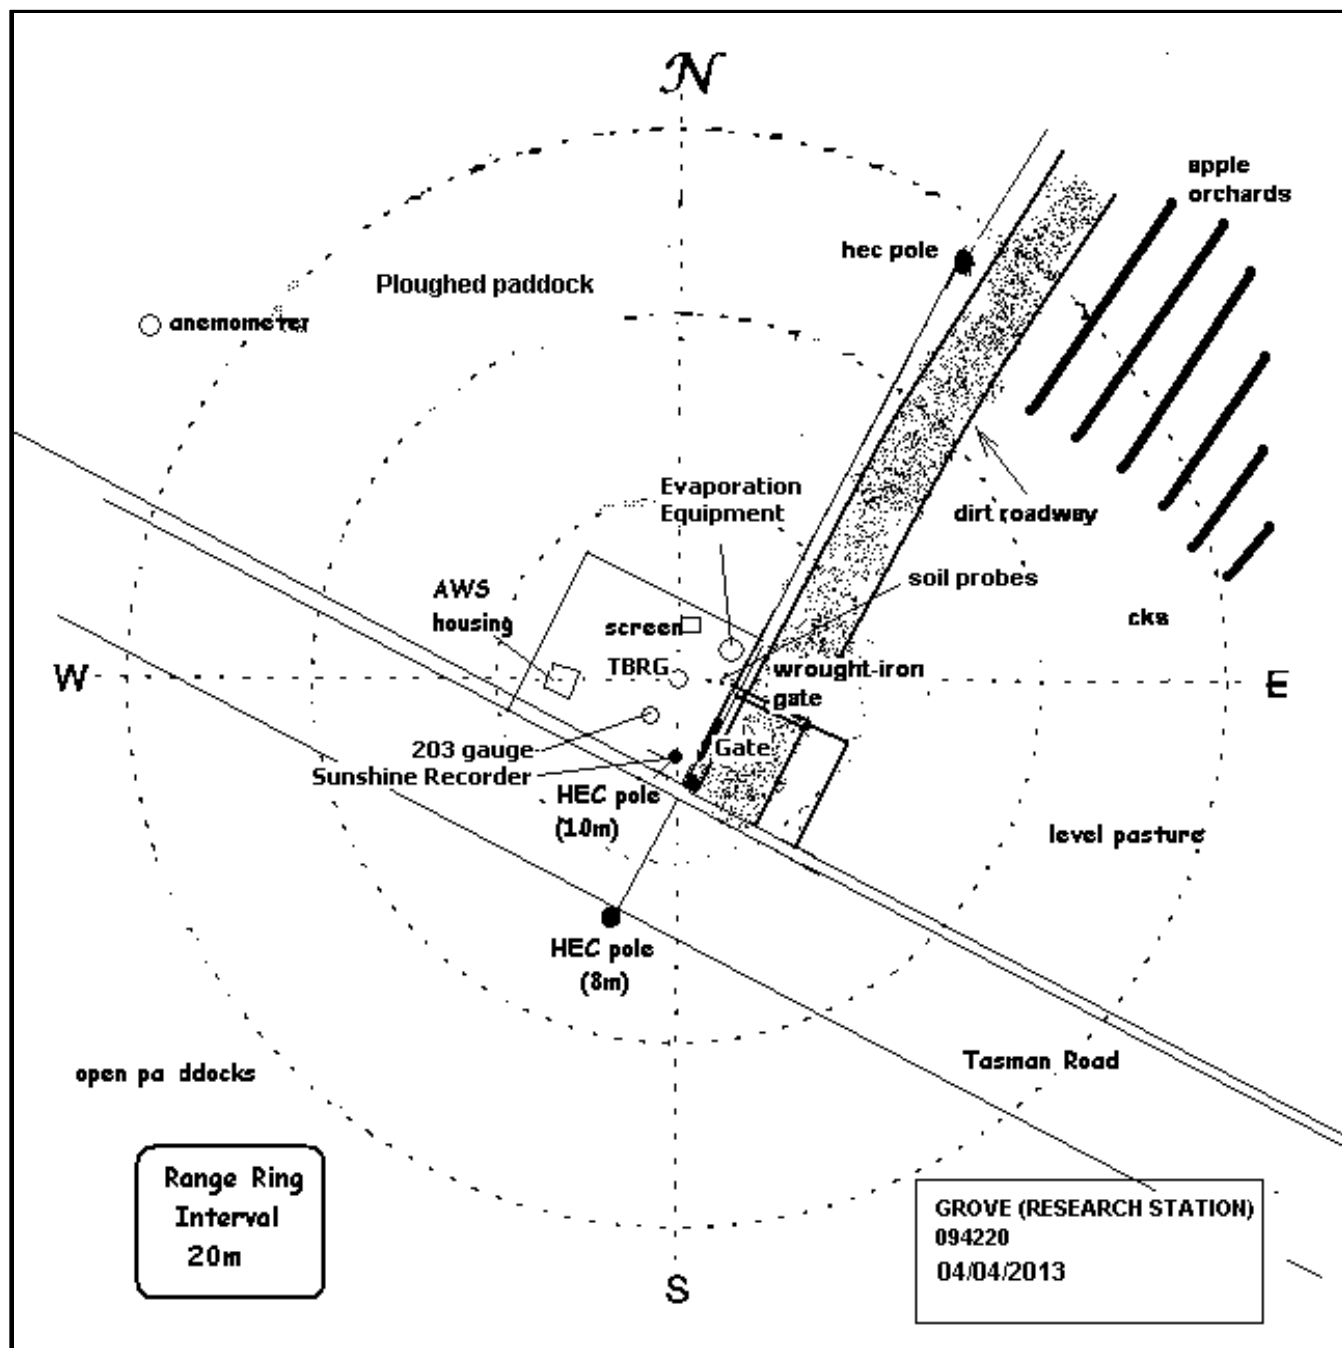 N
apple
orchards
hec pole
Ploughed paddock
anemometer
Evaporation
Equipment
dirt roadway
soil probes
AWS
housing
screen
cks
TBRG
wrought-iron
gate
W
E
203 gauge
Gate
Sunshine Recorder
HEC pole
(10m)
level pasture
HEC pole
(8m)
Tasman Road
open pa ddocks
Range Ring
Interval
20m
GROVE (RESEARCH STATION)
094220
04/04/2013
S